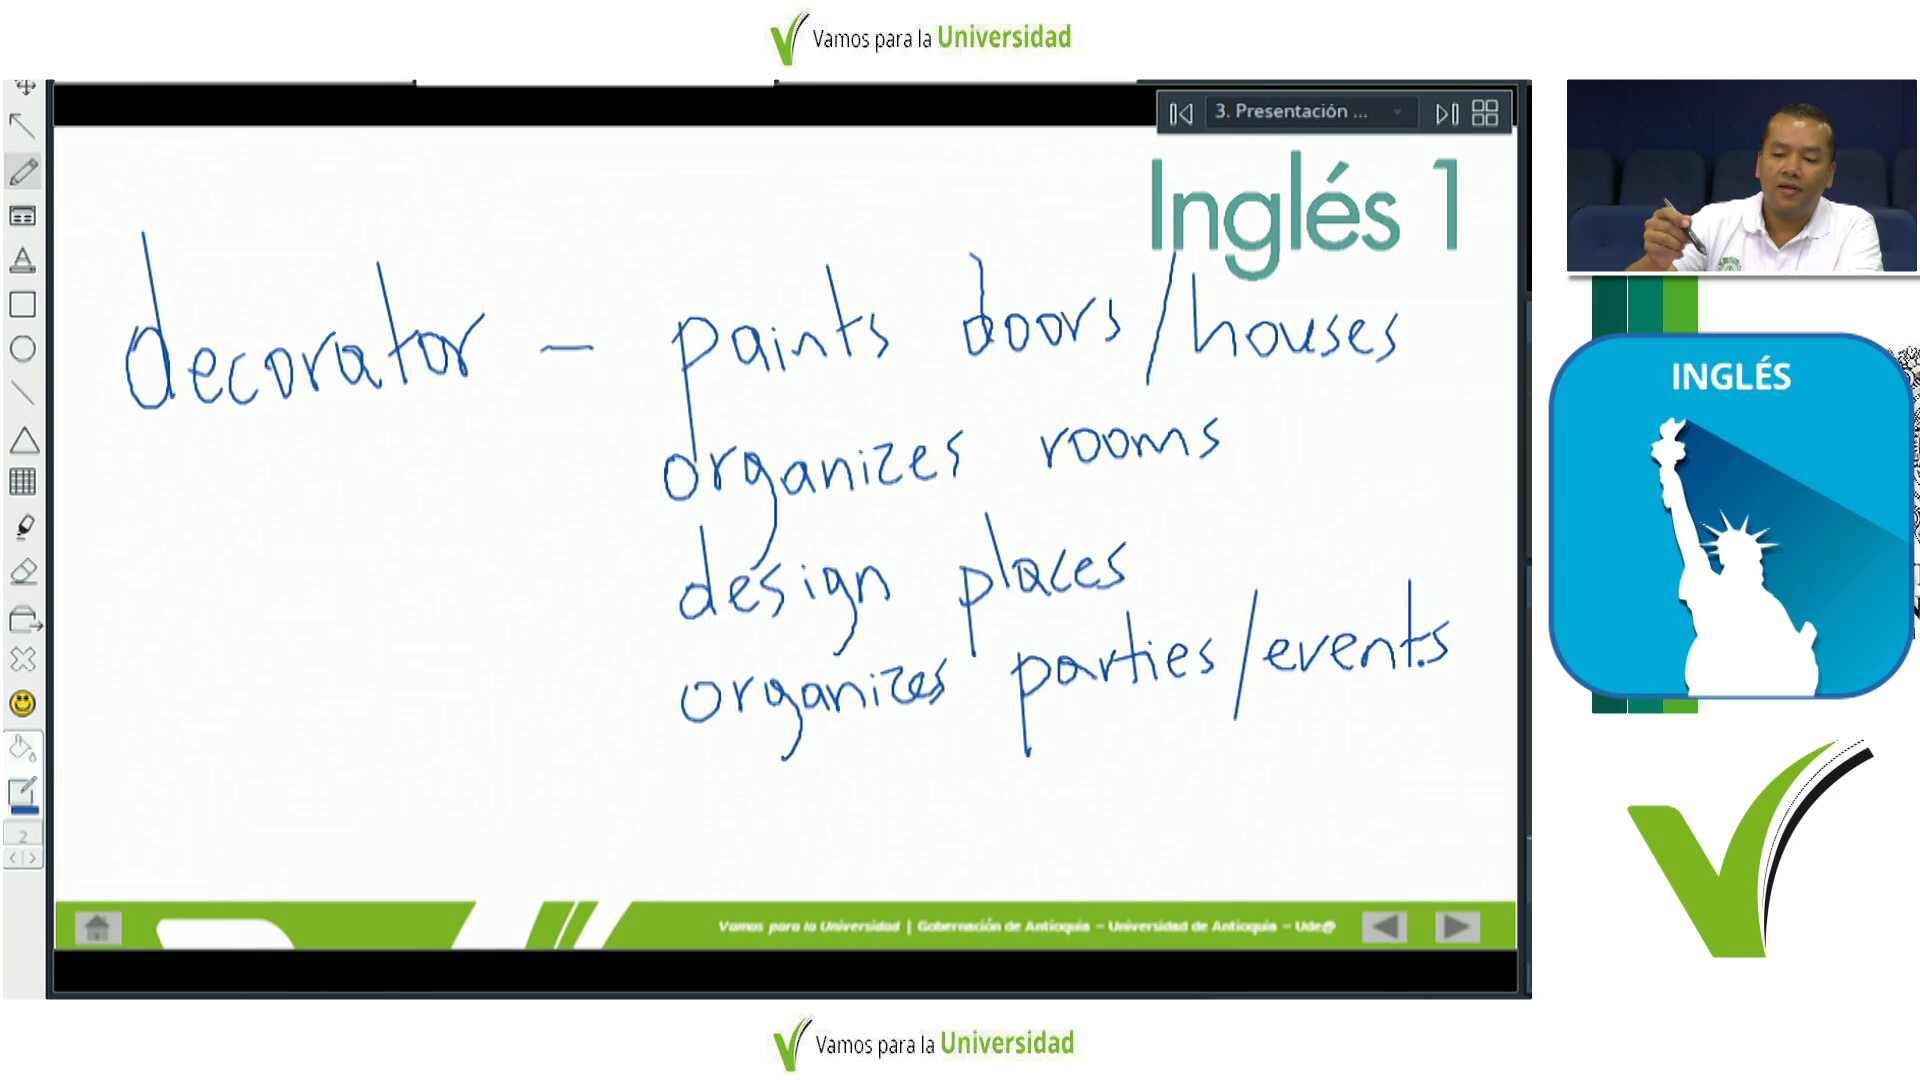 Vamos para la Universidad
3. Presentación ...
Inglés 1
decorator - paints doors/houses
organizes rooms
design places
organizes parties/events
INGLÉS
2
Vamos para la Universidad | Gobernación de Antioquia – Universidad de Antioquia – Ude@
Vamos para la Universidad